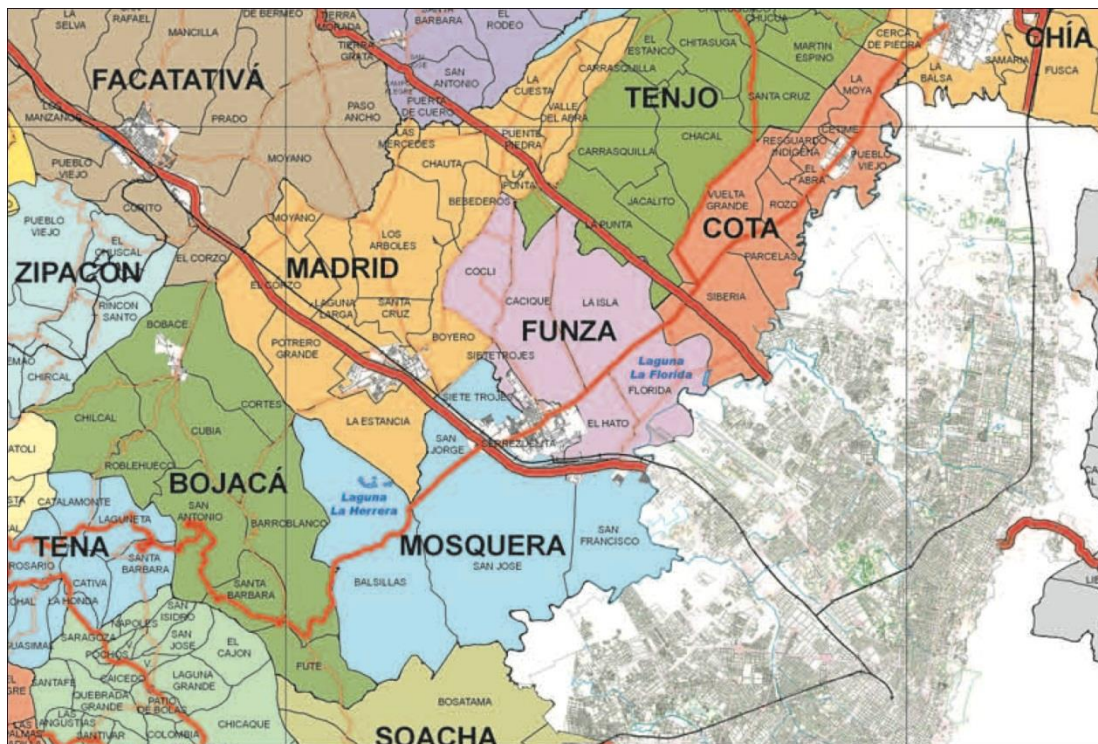 LA
SELVA
RAFAEL
MANCILLA
DE BERMEO
TIERRA
MORADA
TIERRA
GRATA
SANTA
BARBARA
EL
RODEO
SAN
JOSE
SAN
ANTONIO
CAMPO
ALEGRE
PUERTA
DE CUERO
FACATATIVÁ
LOS
MANZANOS
PRADO
PASO
ANCHO
MOYANO
PUEBLO
VIEJO
CORITO
EL CORZO
LA
CUESTA
CARRASQUILLA
VALLE
DEL ABRA
PUENTE
PIEDRA
LAS
MERCEDES
CHAUTA
LA
PUNTA
BEBEDEROS
EL
ESTANCO
CHITASUGA
CHUCUA
MARTIN
ESPINO
TENJO
SANTA CRUZ
CHACAL
CARRASQUILLA
JACALITO
LA PUNTA
CERCA
DE PIEDRA
LA
BALSA
SAMARIA
CHÍA
FUSCA
LA
MOYA
CETIME
RESGUARDO
INDIGENA
PUEBLO
VIEJO
EL
ABRA
ROZO
VUELTA
GRANDE
COTA
PARCELAS
SIBERIA
PUEBLO
VIEJO
EL
CHUSCAL
ZIPACÓN
RINCON
SANTO
CHIRCAL
MOYANO
LOS
ARBOLES
MADRID
EL CORZO
LAGUNA
LARGA
SANTA
CRUZ
POTRERO
GRANDE
BOYERO
LA ESTANCIA
COCLI
CACIQUE
LA ISLA
FUNZA
SIETETROJES
Laguna
La Florida
FLORIDA
EL HATO
SIETE TROJES
SAN
JORGE
SERREZUELITA
BOBACE
CORTES
CHILCAL
CUBIA
ROBLEHUECO
BOJACÁ
SAN
ANTONIO
BARROBLANCO
SANTA
BARBARA
FUTE
Laguna
La Herrera
MOSQUERA
SAN JOSE
SAN
FRANCISCO
BALSILLAS
CATALAMONTE
LAGUNETA
TENA
SANTA
BARBARA
ROSARIO
CATIVA
LA HONDA
NAPOLES
SAN
ISIDRO
SAN
JOSE
EL
CAJON
SARAGOZA
V.
POCHOS
V.
CAICEDO
LAGUNA
GRANDE
SANTAFE
QUEBRADA
GRANDE
PATIO
DE BOLAS
LAS
ANGUSTIAS
SANTIVAR
COLOMBIA
CHICAQUE
BOSATAMA
SOACHA